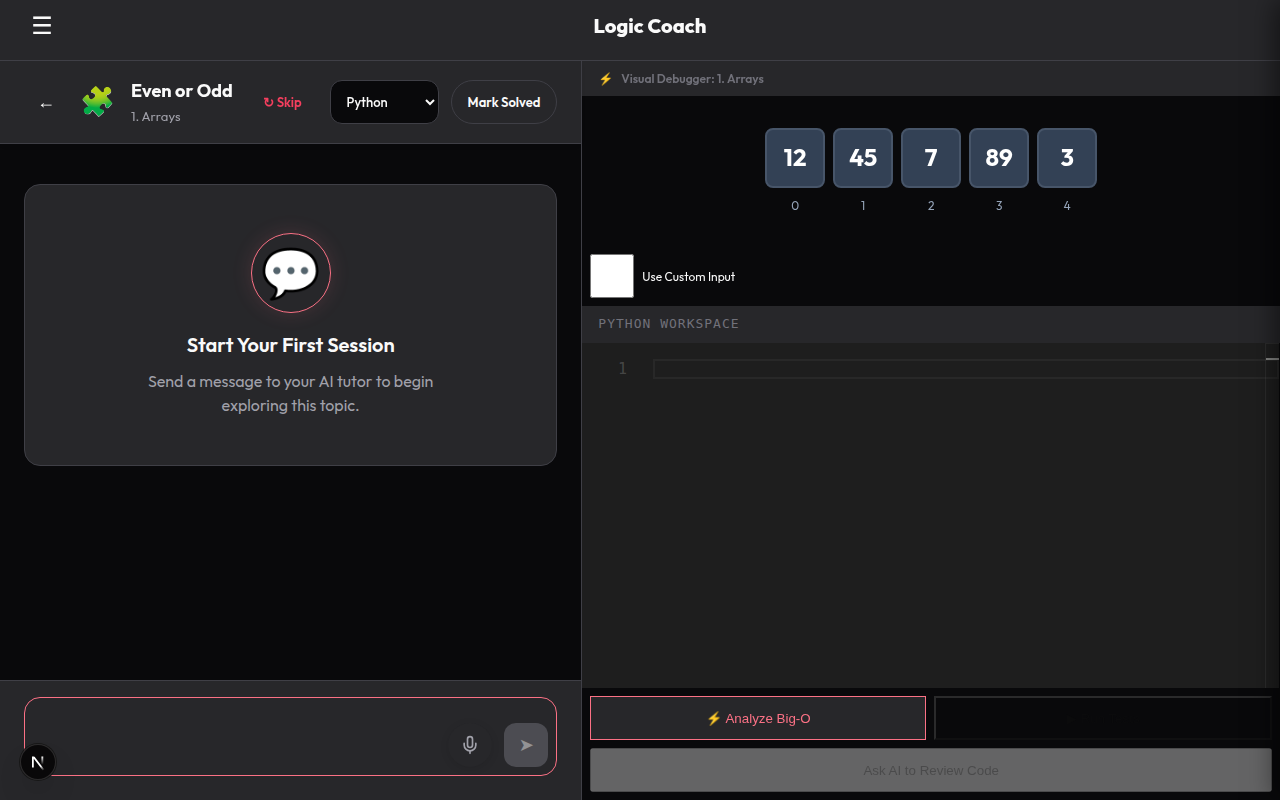 ☰
Logic Coach
←
Even or Odd
1. Arrays
↻ Skip
Python
Mark Solved
Start Your First Session
Send a message to your AI tutor to begin
exploring this topic.
N
➤
⚡ Visual Debugger: 1. Arrays
12 45 7 89 3
0 1 2 3 4
Use Custom Input
PYTHON WORKSPACE
1
⚡ Analyze Big-O
Ask AI to Review Code